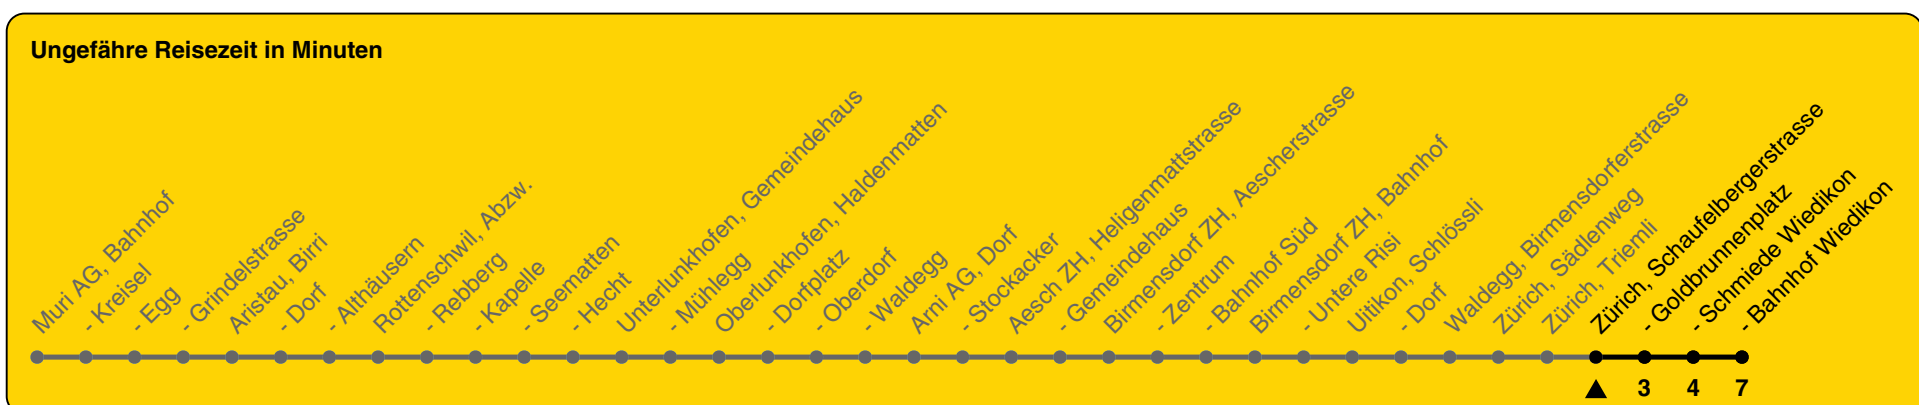 Ungefähre Reisezeit in Minuten
Muri AG, Bahnhof
- Kreisel
- Egg
- Grindelstrasse
Aristau, Birri
- Dorf
- Althäusern
Rottenschwil, Abzw.
- Rebberg
- Kapelle
- Seematten
- Hecht
Unterlunkhofen, Gemeindehaus
- Mühlegg
Oberlunkhofen, Haldenmatten
- Dorfplatz
- Oberdorf
- Waldegg
Arni AG, Dorf
- Stockacker
Aesch ZH, Heligenmattstrasse
- Gemeindehaus
Birmensdorf ZH, Aescherstrasse
- Zentrum
- Bahnhof Süd
Birmensdorf ZH, Bahnhof
- Untere Risi
Uitikon, Schlössli
- Dorf
Waldegg, Birmensdorferstrasse
Zürich, Sädlenweg
Zürich, Triemli
Zürich, Schaufelbergerstrasse
- Goldbrunnenplatz
- Schmiede Wiedikon
- Bahnhof Wiedikon
3 4 7